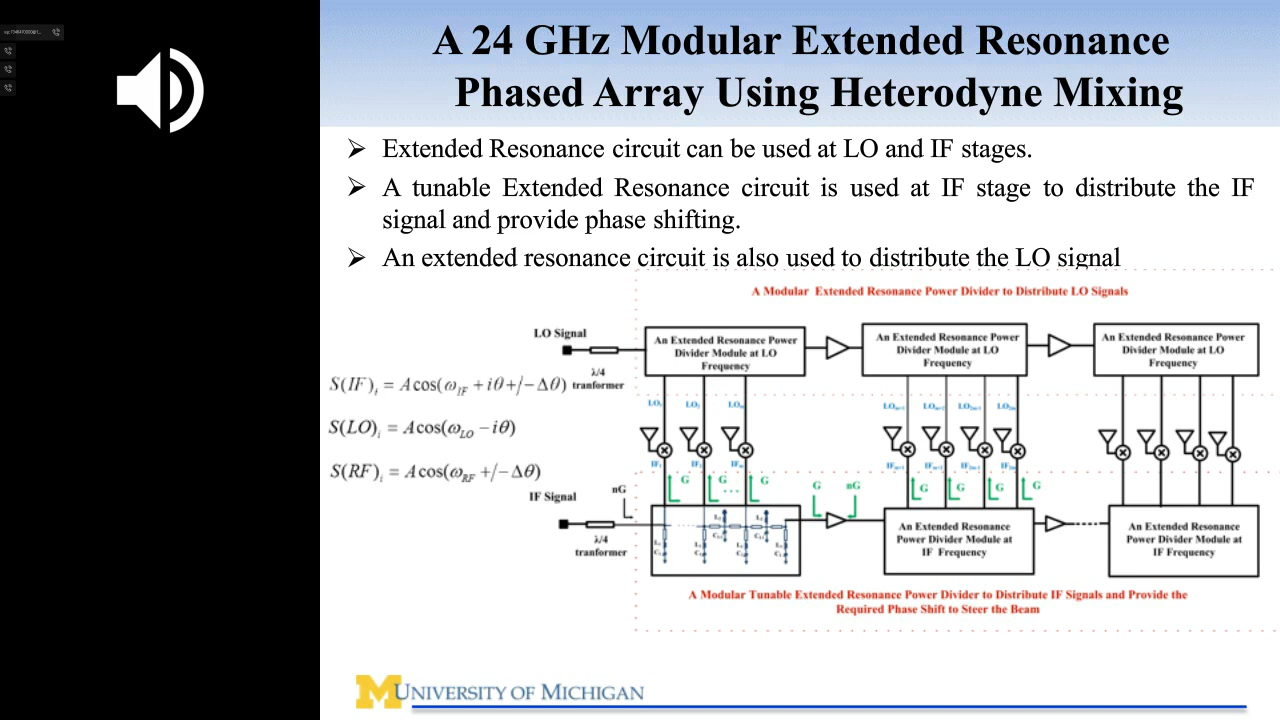 A 24 GHz Modular Extended Resonance
Phased Array Using Heterodyne Mixing
➢ Extended Resonance circuit can be used at LO and IF stages.
➢ A tunable Extended Resonance circuit is used at IF stage to distribute the IF
signal and provide phase shifting.
➢ An extended resonance circuit is also used to distribute the LO signal
A Modular Extended Resonance Power Divider to Distribute LO Signals
LO Signal
λ/4
tranformer
An Extended Resonance Power
Divider Module at LO
Frequency
An Extended Resonance Power
Divider Module at LO
Frequency
An Extended Resonance Power
Divider Module at LO
Frequency
S(IF)ᵢ = A cos(ω_IF + iθ +/− Δθ)
S(LO)ᵢ = A cos(ω_LO − iθ)
S(RF)ᵢ = A cos(ω_RF +/− Δθ)
G G G
G nG
G G G G
nG
IF Signal
λ/4
tranformer
An Extended Resonance
Power Divider Module at
IF Frequency
An Extended Resonance
Power Divider Module at
IF Frequency
A Modular Tunable Extended Resonance Power Divider to Distribute IF Signals and Provide the
Required Phase Shift to Steer the Beam
M UNIVERSITY OF MICHIGAN